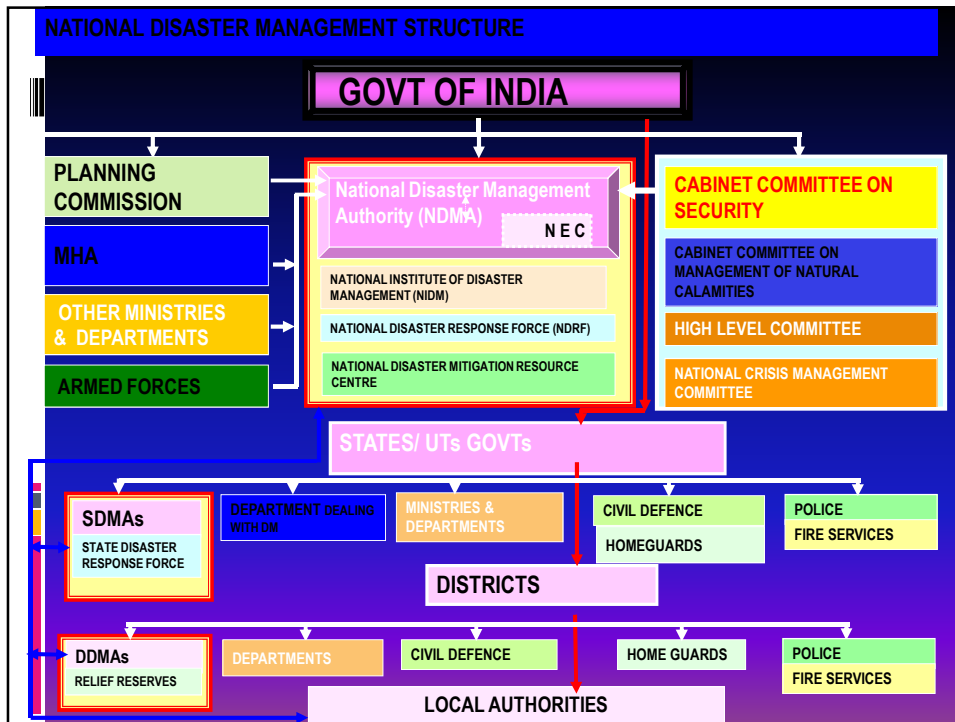 NATIONAL DISASTER MANAGEMENT STRUCTURE
GOVT OF INDIA
PLANNING
COMMISSION
MHA
OTHER MINISTRIES
& DEPARTMENTS
ARMED FORCES
National Disaster Management
Authority (NDMA)
N E C
NATIONAL INSTITUTE OF DISASTER
MANAGEMENT (NIDM)
NATIONAL DISASTER RESPONSE FORCE (NDRF)
NATIONAL DISASTER MITIGATION RESOURCE
CENTRE
CABINET COMMITTEE ON
SECURITY
CABINET COMMITTEE ON
MANAGEMENT OF NATURAL
CALAMITIES
HIGH LEVEL COMMITTEE
NATIONAL CRISIS MANAGEMENT
COMMITTEE
STATES/ UTs GOVTs
SDMAs
STATE DISASTER
RESPONSE FORCE
DEPARTMENT DEALING
WITH DM
MINISTRIES &
DEPARTMENTS
CIVIL DEFENCE
HOMEGUARDS
POLICE
FIRE SERVICES
DISTRICTS
DDMAs
RELIEF RESERVES
DEPARTMENTS
CIVIL DEFENCE
HOME GUARDS
POLICE
FIRE SERVICES
LOCAL AUTHORITIES